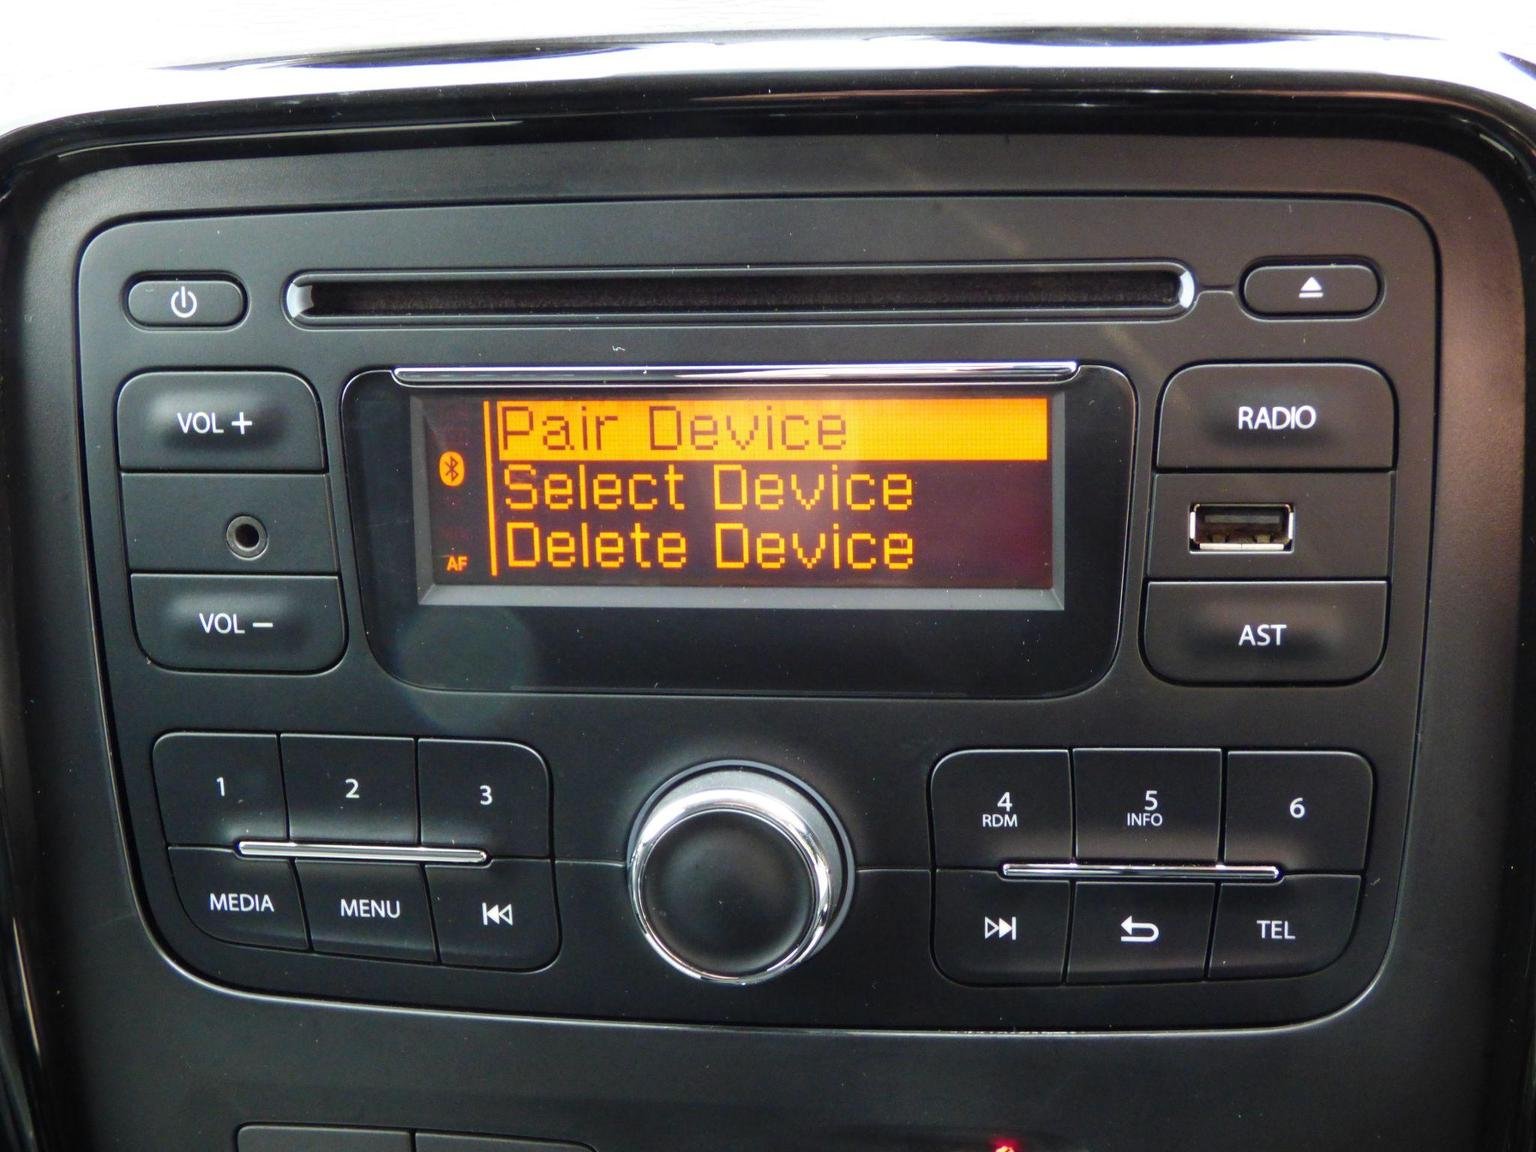 VOL +
Pair Device
Select Device
Delete Device
AF
RADIO
VOL −
AST
1
2
3
4
RDM
5
INFO
6
MEDIA
MENU
TEL